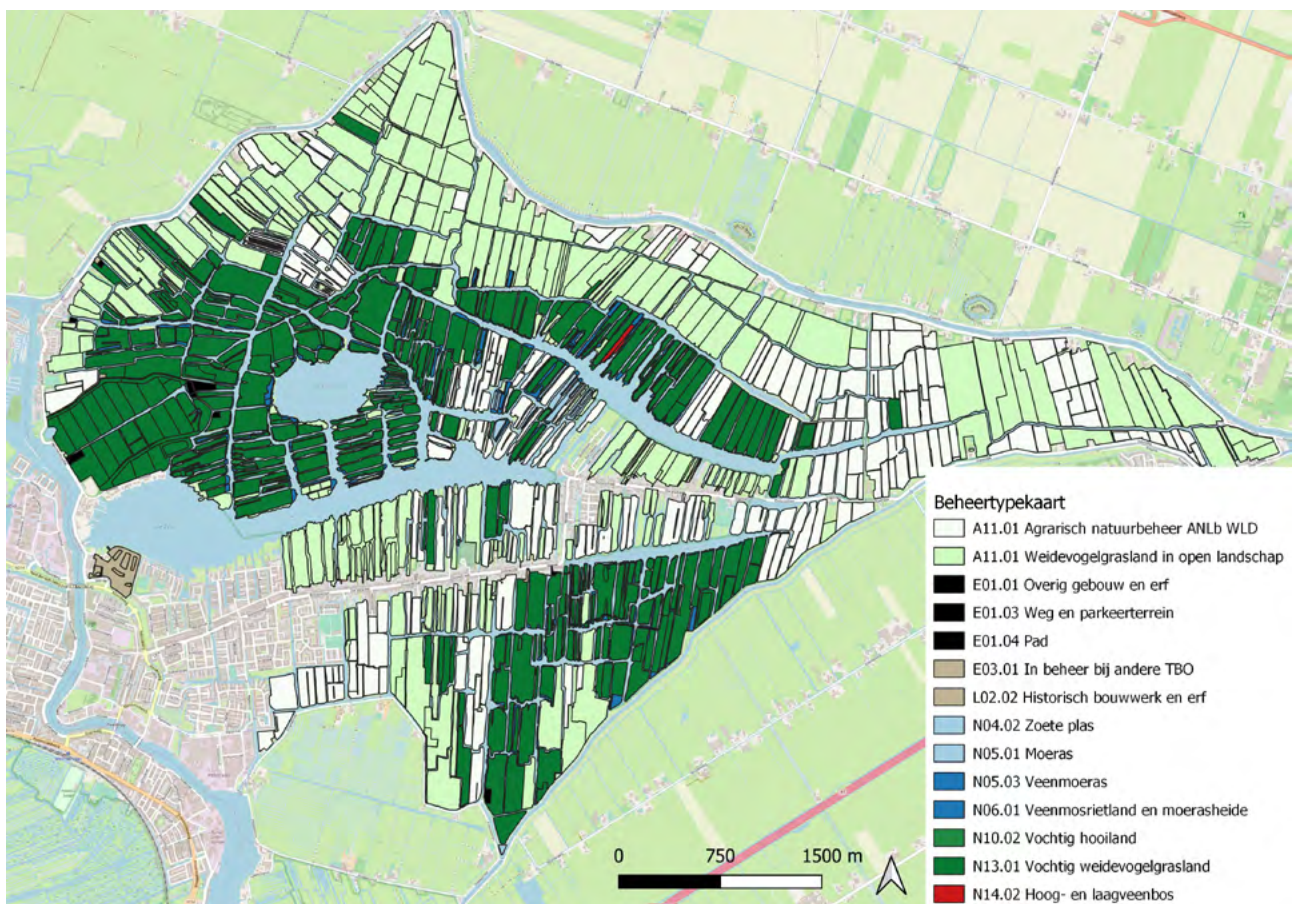 Beheertypekaart
A11.01 Agrarisch natuurbeheer ANLb WLD
A11.01 Weidevogelgrasland in open landschap
E01.01 Overig gebouw en erf
E01.03 Weg en parkeerterrein
E01.04 Pad
E03.01 In beheer bij andere TBO
L02.02 Historisch bouwwerk en erf
N04.02 Zoete plas
N05.01 Moeras
N05.03 Veenmoeras
N06.01 Veenmosrietland en moerasheide
N10.02 Vochtig hooiland
N13.01 Vochtig weidevogelgrasland
N14.02 Hoog- en laagveenbos
0 750 1500 m